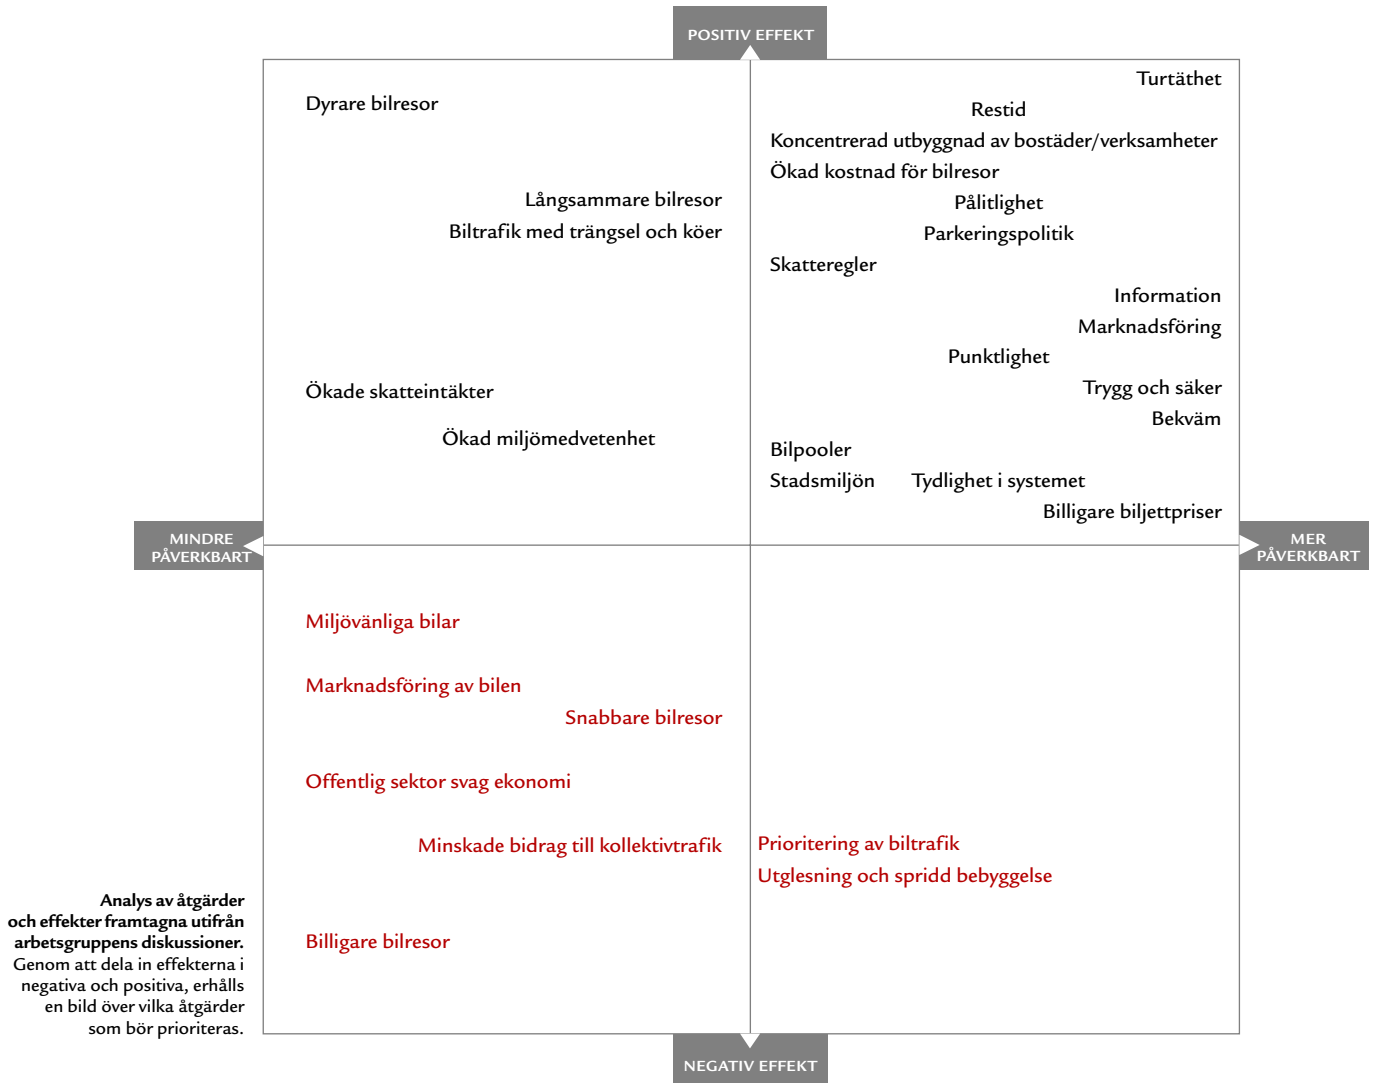 POSITIV EFFEKT
Turtäthet
Dyrare bilresor
Restid
Koncentrerad utbyggnad av bostäder/verksamheter
Ökad kostnad för bilresor
Långsammare bilresor
Pålitlighet
Biltrafik med trängsel och köer
Parkeringspolitik
Skatteregler
Information
Marknadsföring
Punktlighet
Ökade skatteintäkter
Trygg och säker
Bekväm
Ökad miljömedvetenhet
Bilpooler
Stadsmiljön
Tydlighet i systemet
Billigare biljettpriser
MINDRE
PÅVERKBART
MER
PÅVERKBART
Miljövänliga bilar
Marknadsföring av bilen
Snabbare bilresor
Offentlig sektor svag ekonomi
Minskade bidrag till kollektivtrafik
Prioritering av biltrafik
Utglesning och spridd bebyggelse
Billigare bilresor
Analys av åtgärder
och effekter framtagna utifrån
arbetsgruppens diskussioner.
Genom att dela in effekterna i
negativa och positiva, erhålls
en bild över vilka åtgärder
som bör prioriteras.
NEGATIV EFFEKT